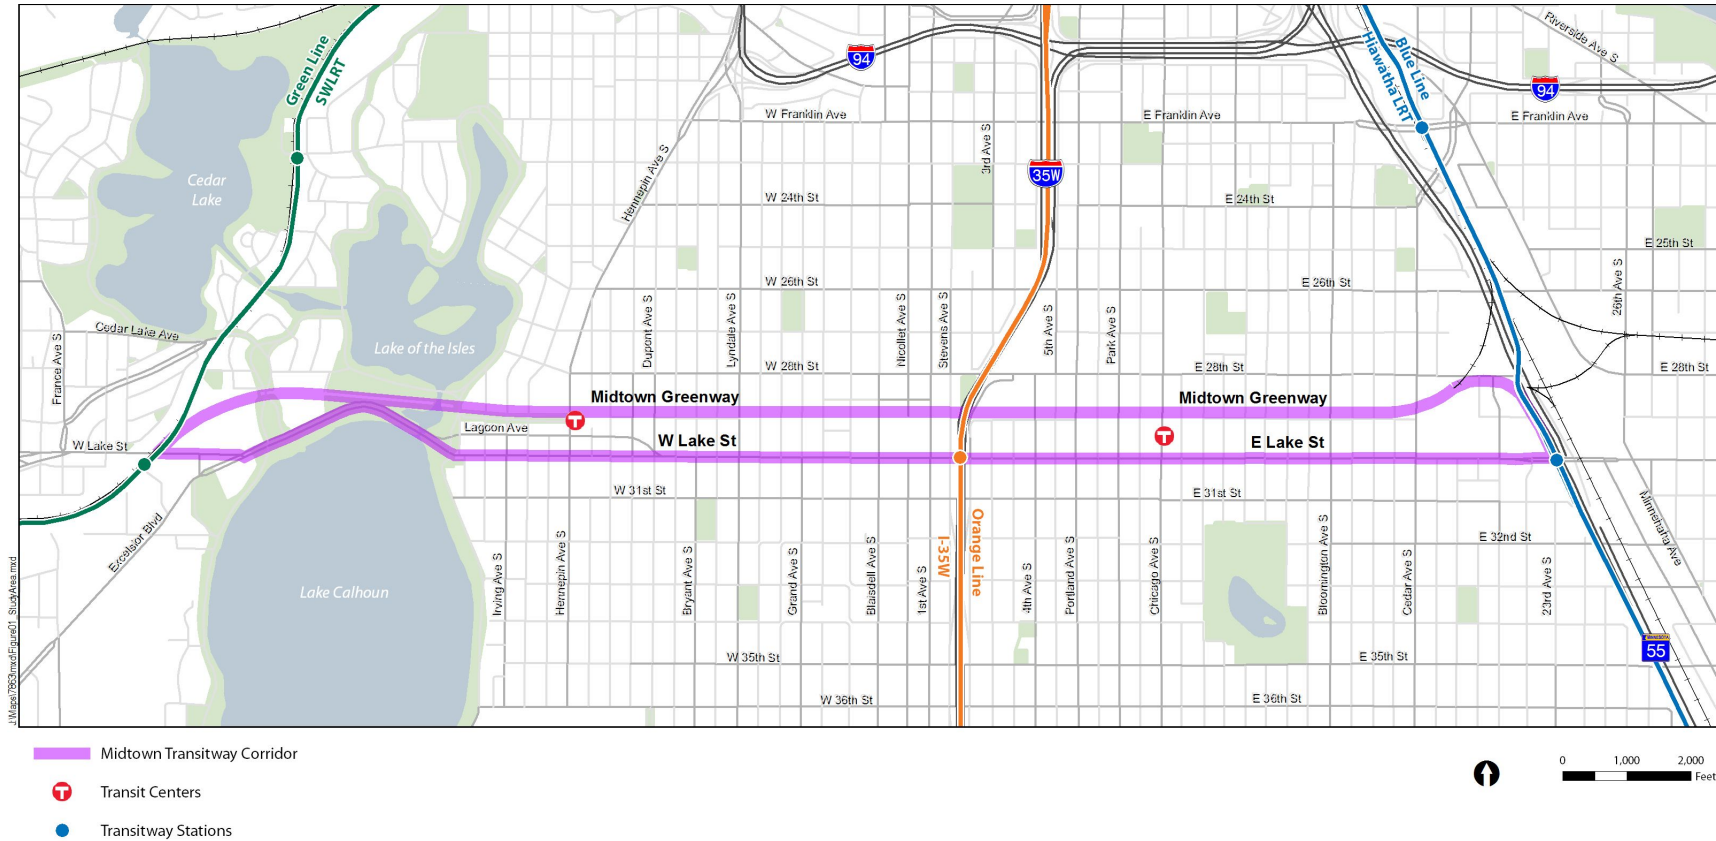 Green Line
SWLRT
94
Blue Line
Hiawatha LRT
Riverside Ave S
94
W Franklin Ave
E Franklin Ave
E Franklin Ave
3rd Ave S
35W
Hennepin Ave S
Cedar
Lake
W 24th St
E 24th St
E 25th St
W 26th St
E 26th St
26th Ave S
Dupont Ave S
Lyndale Ave S
Nicollet Ave S
Stevens Ave S
5th Ave S
Park Ave S
Cedar Lake Ave
France Ave S
Lake of the Isles
W 28th St
E 28th St
E 28th St
Midtown Greenway
Midtown Greenway
Lagoon Ave
T
T
W Lake St
W Lake St
E Lake St
W 31st St
E 31st St
Excelsior Blvd
Minnehaha Ave
Orange Line
I-35W
E 32nd St
Lake Calhoun
Irving Ave S
Hennepin Ave S
Bryant Ave S
Grand Ave S
Blaisdell Ave S
1st Ave S
4th Ave S
Portland Ave S
Chicago Ave S
Bloomington Ave S
Cedar Ave S
23rd Ave S
MINNESOTA
55
W 35th St
E 35th St
W 36th St
E 36th St
J:\Maps\7863\mxd\Figure01_StudyArea.mxd
Midtown Transitway Corridor
T Transit Centers
Transitway Stations
0 1,000 2,000
Feet